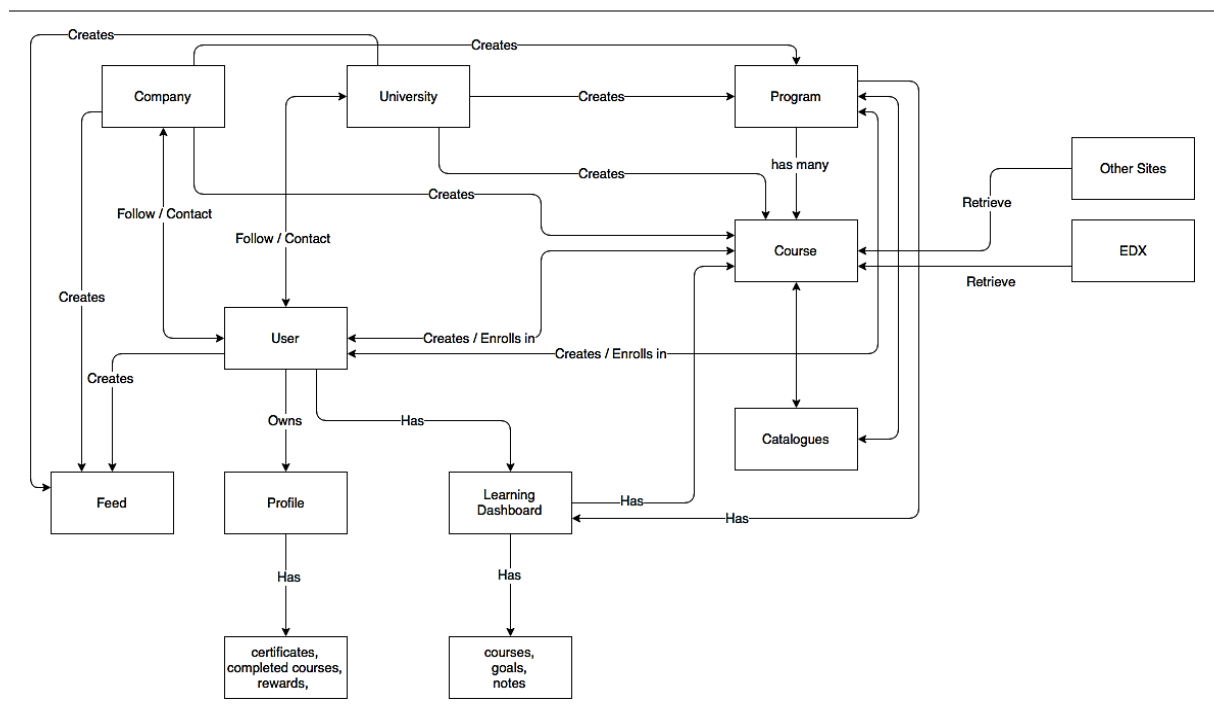 Creates
Creates
Company
University
Creates
Program
has many
Other Sites
Creates
Creates
Retrieve
Follow / Contact
Follow / Contact
Course
EDX
Retrieve
Creates
User
Creates / Enrolls in
Creates / Enrolls in
Creates
Owns
Has
Catalogues
Feed
Profile
Learning
Dashboard
Has
Has
Has
Has
certificates,
completed courses,
rewards,
courses,
goals,
notes